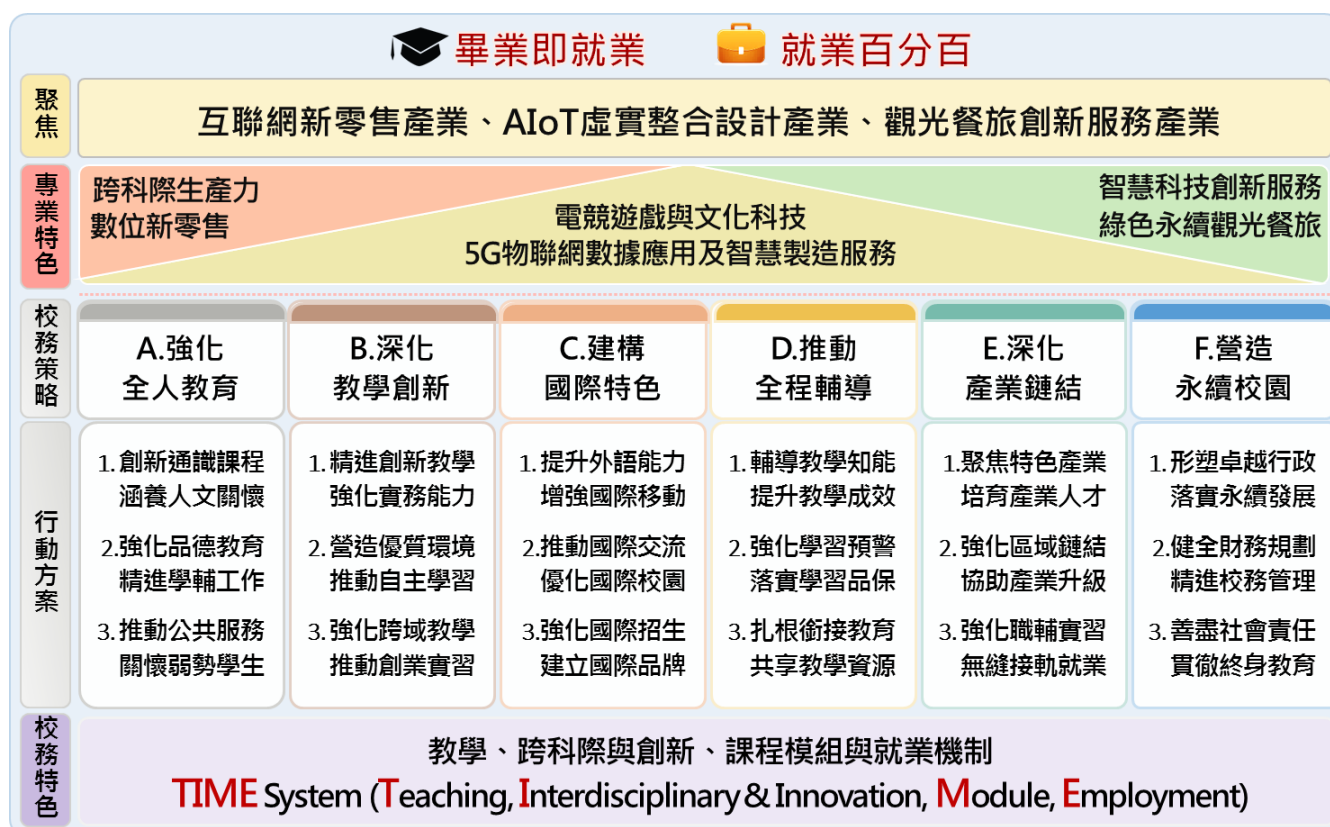 畢業即就業 就業百分百
聚焦
互聯網新零售產業、AIoT虛實整合設計產業、觀光餐旅創新服務產業
專業特色
跨科際生產力
數位新零售
電競遊戲與文化科技
5G物聯網數據應用及智慧製造服務
智慧科技創新服務
綠色永續觀光餐旅
校務策略
A.強化
全人教育
B.深化
教學創新
C.建構
國際特色
D.推動
全程輔導
E.深化
產業鏈結
F.營造
永續校園
行動方案
1.創新通識課程
涵養人文關懷
2.強化品德教育
精進學輔工作
3.推動公共服務
關懷弱勢學生
1.精進創新教學
強化實務能力
2.營造優質環境
推動自主學習
3.強化跨域教學
推動創業實習
1.提升外語能力
增強國際移動
2.推動國際交流
優化國際校園
3.強化國際招生
建立國際品牌
1.輔導教學知能
提升教學成效
2.強化學習預警
落實學習品保
3.扎根銜接教育
共享教學資源
1.聚焦特色產業
培育產業人才
2.強化區域鏈結
協助產業升級
3.強化職輔實習
無縫接軌就業
1.形塑卓越行政
落實永續發展
2.健全財務規劃
精進校務管理
3.善盡社會責任
貫徹終身教育
校務特色
教學、跨科際與創新、課程模組與就業機制
TIME System (Teaching, Interdisciplinary & Innovation, Module, Employment)